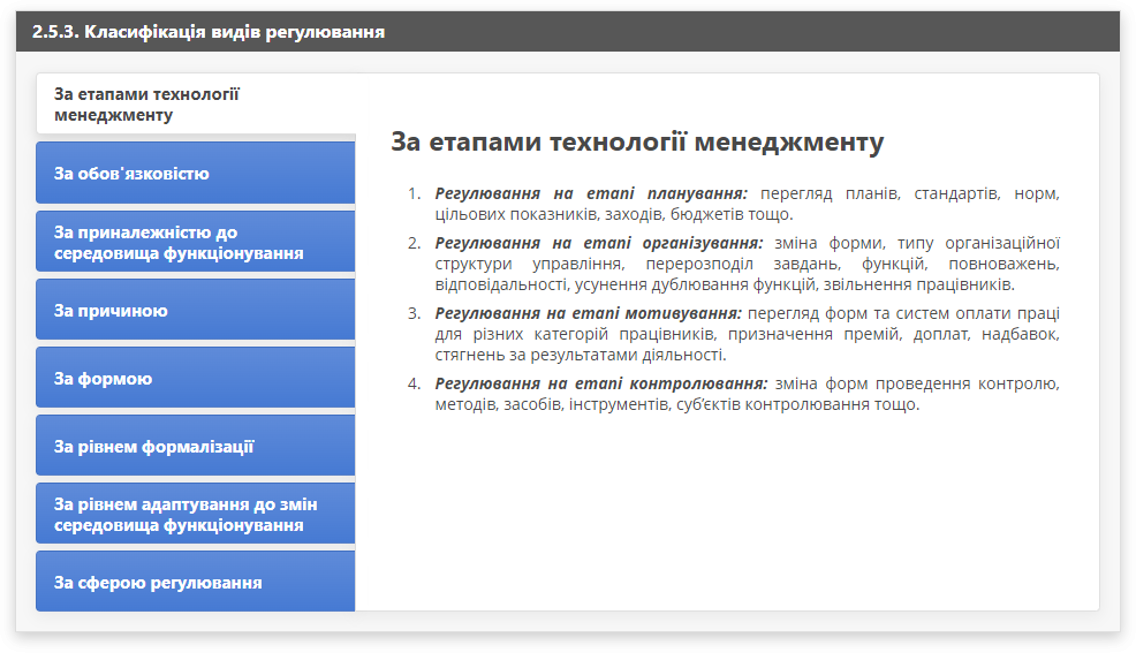 2.5.3. Класифікація видів регулювання
За етапами технології
менеджменту
За обов'язковістю
За приналежністю до
середовища функціонування
За причиною
За формою
За рівнем формалізації
За рівнем адаптування до змін
середовища функціонування
За сферою регулювання
За етапами технології менеджменту
1. Регулювання на етапі планування: перегляд планів, стандартів, норм,
цільових показників, заходів, бюджетів тощо.
2. Регулювання на етапі організування: зміна форми, типу організаційної
структури управління, перерозподіл завдань, функцій, повноважень,
відповідальності, усунення дублювання функцій, звільнення працівників.
3. Регулювання на етапі мотивування: перегляд форм та систем оплати праці
для різних категорій працівників, призначення премій, доплат, надбавок,
стягнень за результатами діяльності.
4. Регулювання на етапі контролювання: зміна форм проведення контролю,
методів, засобів, інструментів, суб’єктів контролювання тощо.